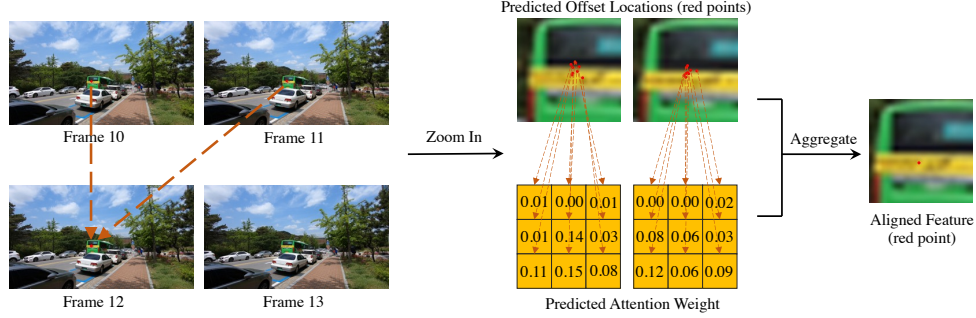 Predicted Offset Locations (red points)
Frame 10
Frame 11
Zoom In
Aggregate
0.01 0.00 0.01
0.01 0.14 0.03
0.11 0.15 0.08
0.00 0.00 0.02
0.08 0.06 0.03
0.12 0.06 0.09
Aligned Feature
(red point)
Frame 12
Frame 13
Predicted Attention Weight